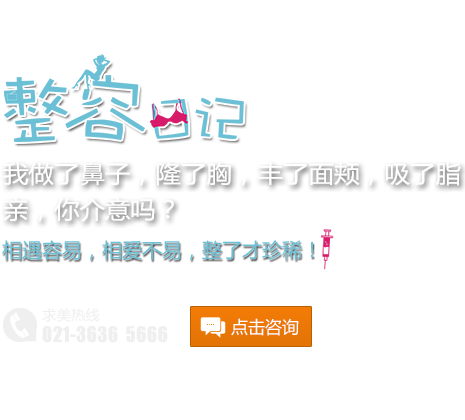 整容日记
我做了鼻子，隆了胸，丰了面颊，吸了脂
亲，你介意吗？
相遇容易，相爱不易，整了才珍稀！
求美热线
021-3636 5666
点击咨询